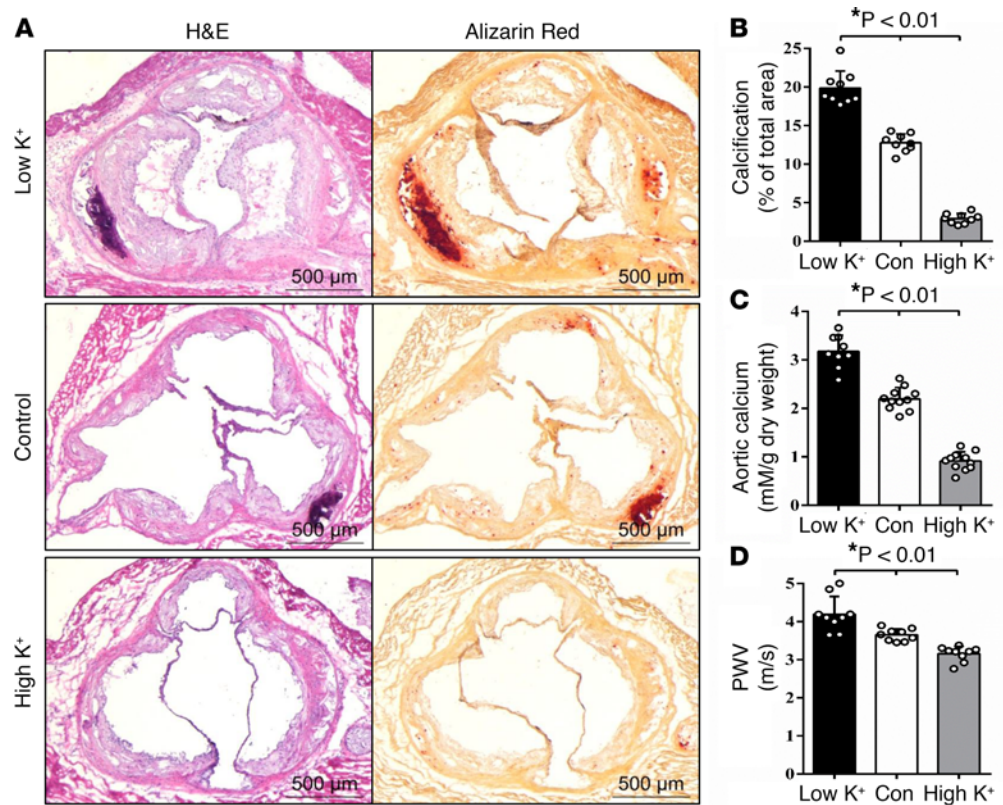 A
H&E
Alizarin Red
Low K⁺
500 µm
500 µm
Control
500 µm
500 µm
High K⁺
500 µm
500 µm
B
*P < 0.01
Calcification
(% of total area)
25
20
15
10
5
0
Low K⁺ Con High K⁺
C
*P < 0.01
Aortic calcium
(mM/g dry weight)
4
3
2
1
0
Low K⁺ Con High K⁺
D
*P < 0.01
PWV
(m/s)
5
4
3
2
1
0
Low K⁺ Con High K⁺